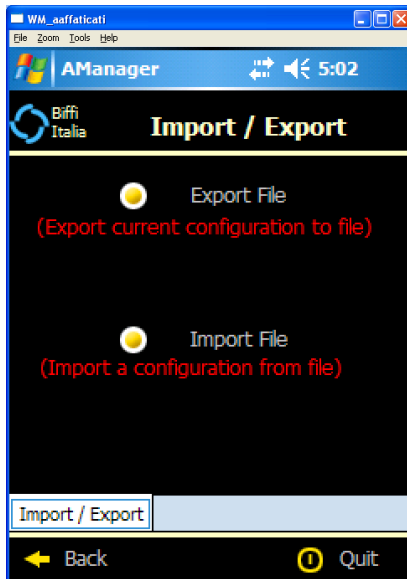 WM_aaffaticati
File Zoom Tools Help
AManager 5:02
Biffi
Italia
Import / Export
Export File
(Export current configuration to file)
Import File
(Import a configuration from file)
Import / Export
Back Quit